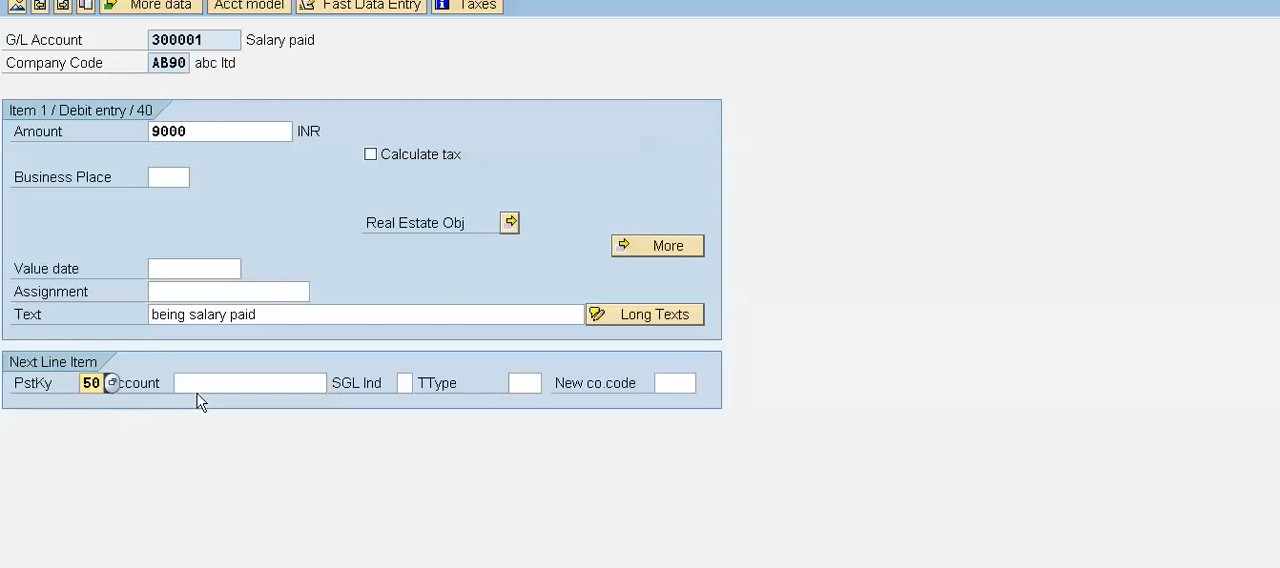 More data Acct model Fast Data Entry Taxes
G/L Account 300001 Salary paid
Company Code AB90 abc ltd
Item 1 / Debit entry / 40
Amount 9000 INR
Calculate tax
Business Place
Real Estate Obj
More
Value date
Assignment
Text being salary paid Long Texts
Next Line Item
PstKy 50 ccount SGL Ind TType New co.code